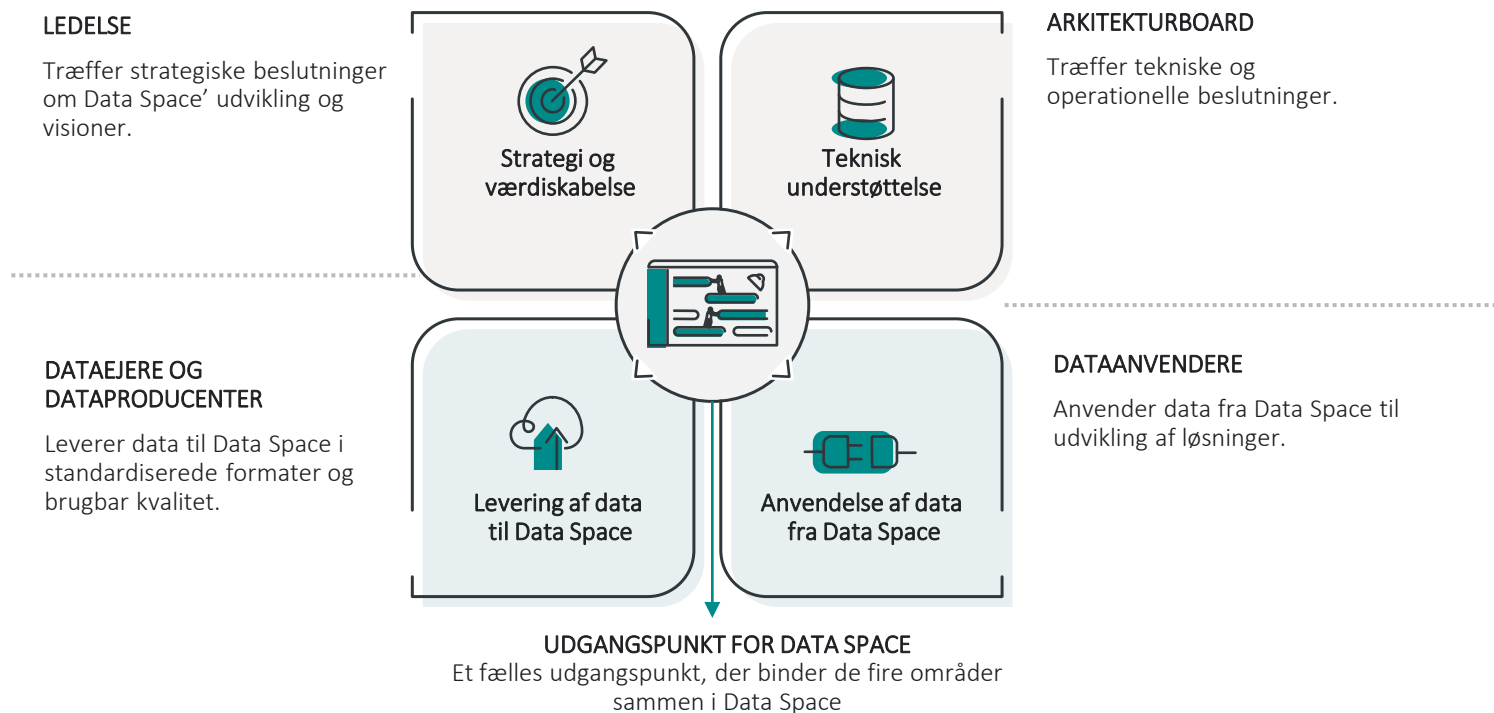 LEDELSE
Træffer strategiske beslutninger
om Data Space’ udvikling og
visioner.
Strategi og
værdiskabelse
Teknisk
understøttelse
ARKITEKTURBOARD
Træffer tekniske og
operationelle beslutninger.
DATAEJERE OG
DATAPRODUCENTER
Leverer data til Data Space i
standardiserede formater og
brugbar kvalitet.
Levering af data
til Data Space
Anvendelse af data
fra Data Space
DATAANVENDERE
Anvender data fra Data Space til
udvikling af løsninger.
UDGANGSPUNKT FOR DATA SPACE
Et fælles udgangspunkt, der binder de fire områder
sammen i Data Space